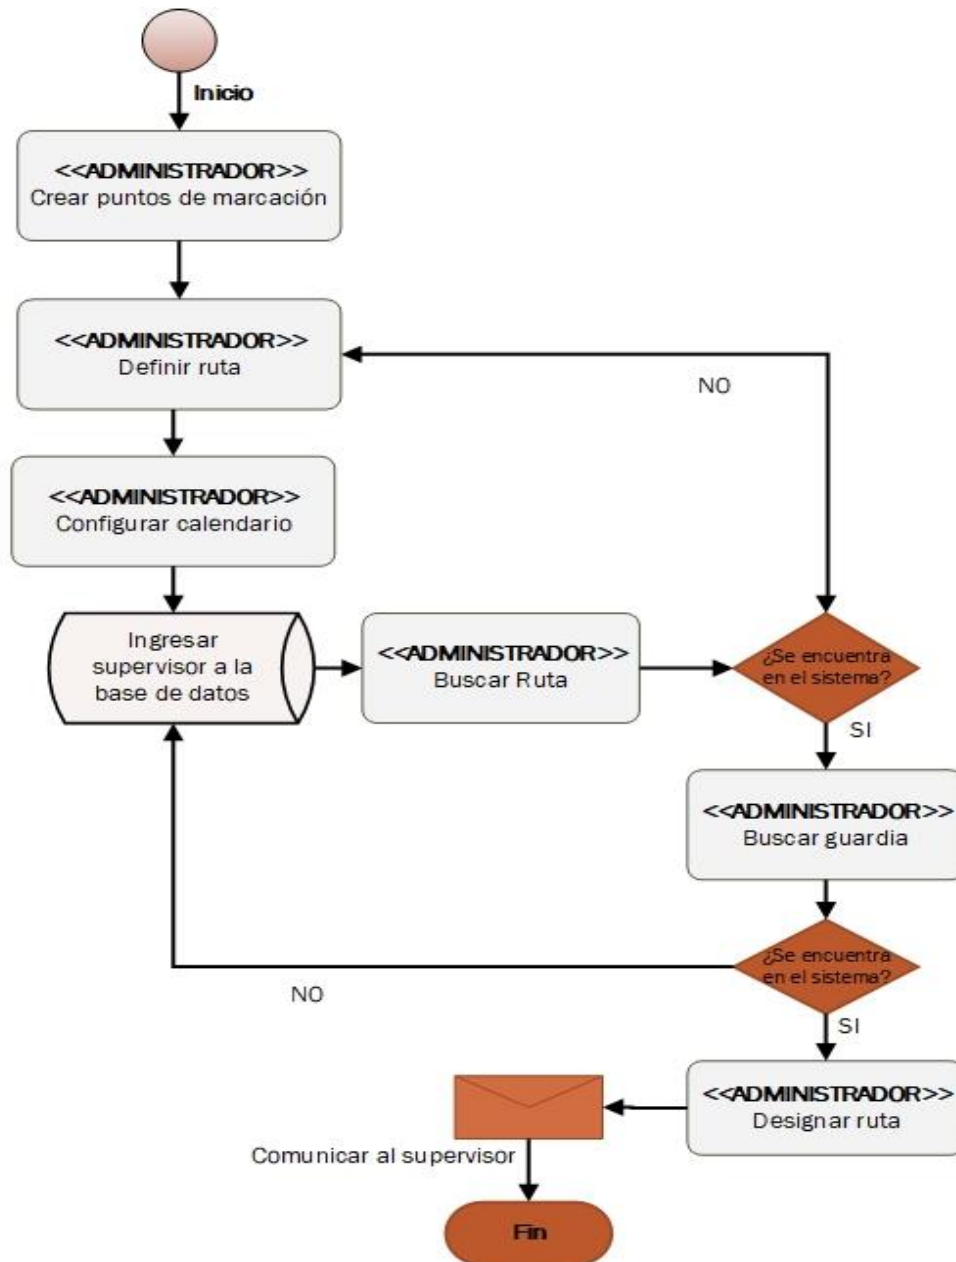 Inicio
<<ADMINISTRADOR>>
Crear puntos de marcación
<<ADMINISTRADOR>>
Definir ruta
NO
<<ADMINISTRADOR>>
Configurar calendario
Ingresar
supervisor a la
base de datos
<<ADMINISTRADOR>>
Buscar Ruta
¿Se encuentra
en el sistema?
SI
<<ADMINISTRADOR>>
Buscar guardia
¿Se encuentra
en el sistema?
NO
SI
<<ADMINISTRADOR>>
Designar ruta
Comunicar al supervisor
Fin